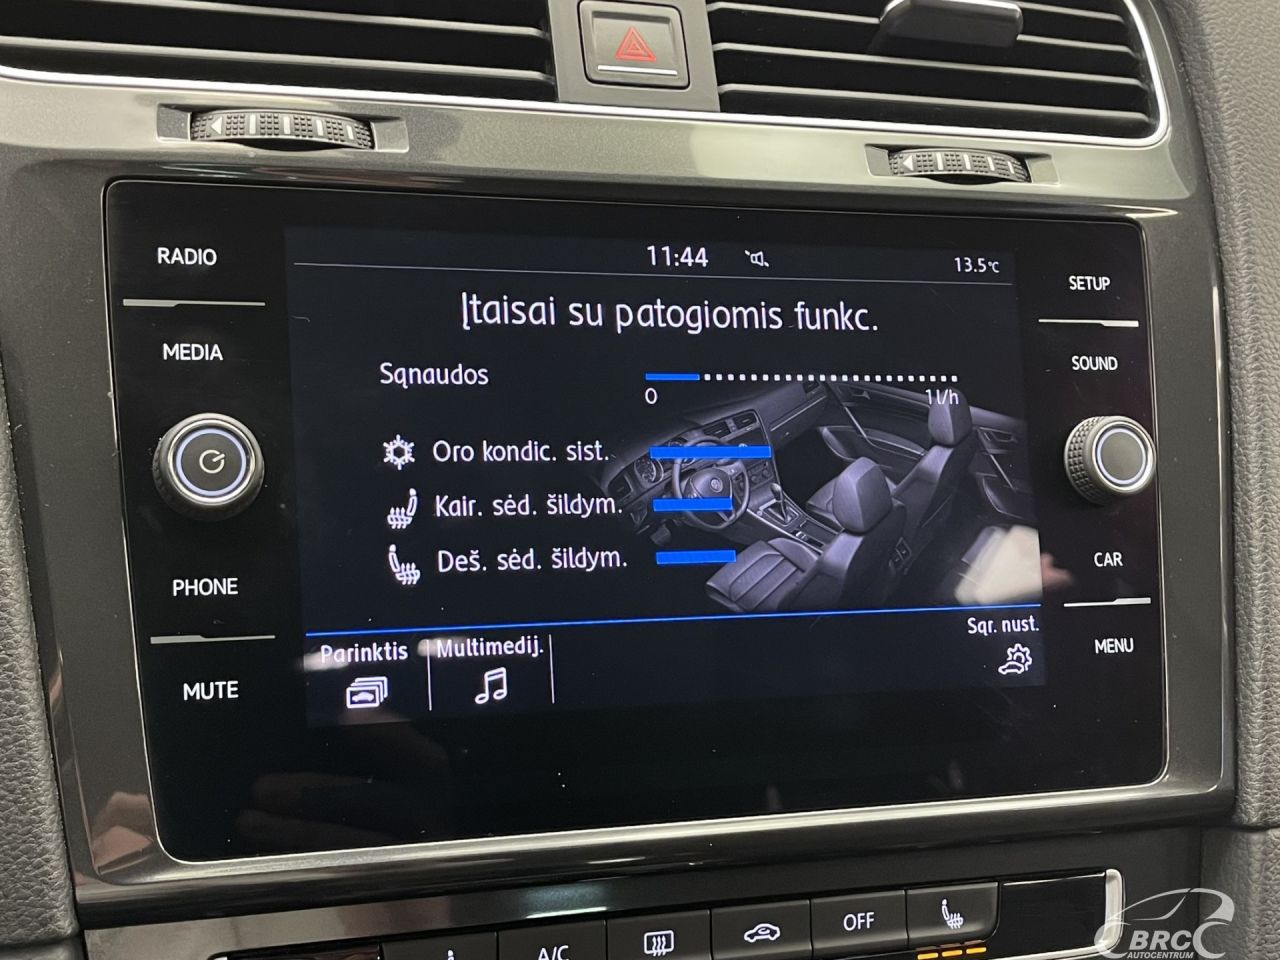 RADIO
MEDIA
PHONE
MUTE
11:44
13.5°C
Įtaisai su patogiomis funkc.
Sąnaudos
0
1 l/h
Oro kondic. sist.
Kair. sėd. šildym.
Deš. sėd. šildym.
Parinktis
Multimedij.
Sąr. nust.
SETUP
SOUND
CAR
MENU
A/C
OFF
BRC
AUTOCENTRUM